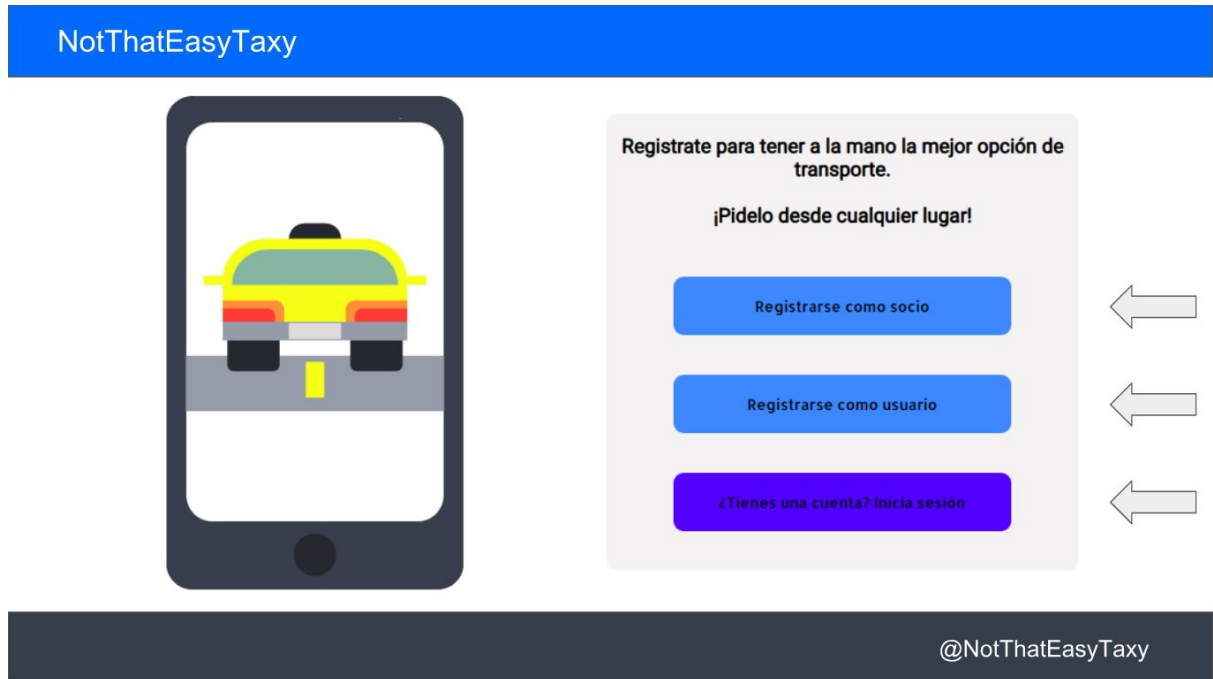 NotThatEasyTaxy
Registrate para tener a la mano la mejor opción de
transporte.
¡Pidelo desde cualquier lugar!
Registrarse como socio
Registrarse como usuario
¿Tienes una cuenta? Inicia sesión
@NotThatEasyTaxy